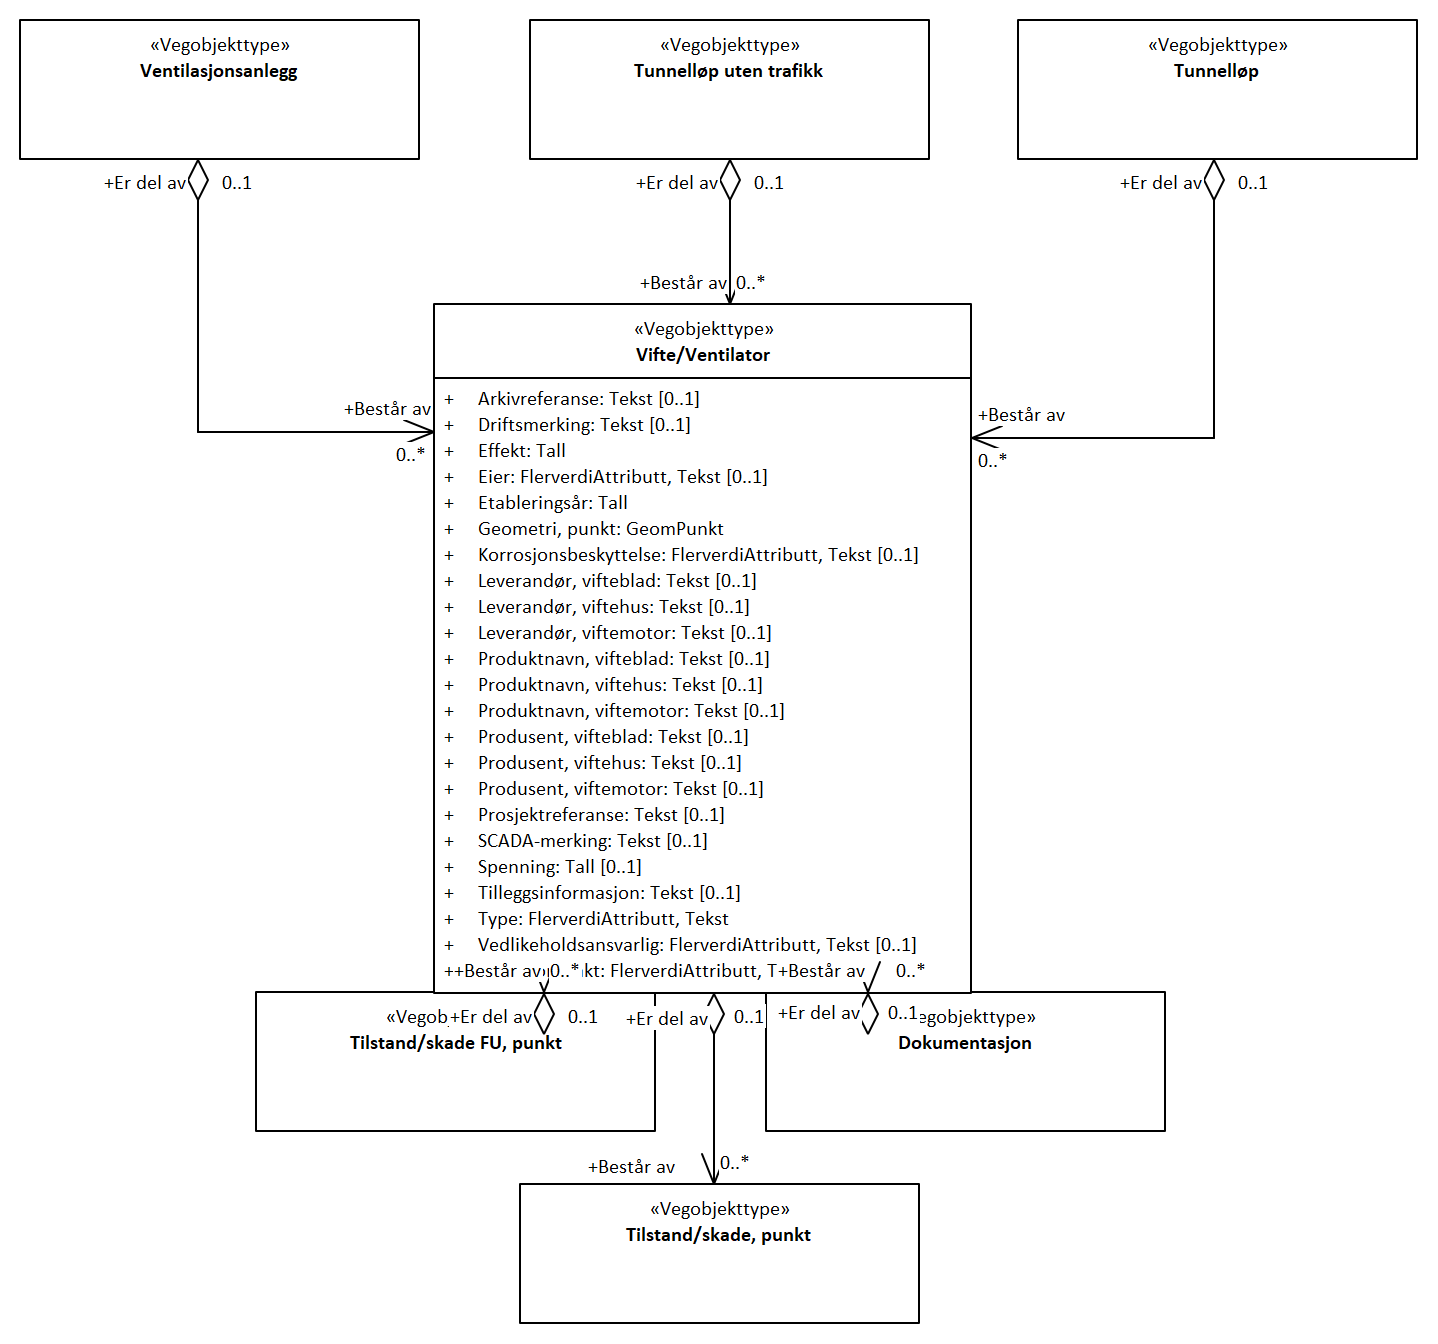 «Vegobjekttype»
Ventilasjonsanlegg
«Vegobjekttype»
Tunnelløp uten trafikk
«Vegobjekttype»
Tunnelløp
+Er del av 0..1
+Er del av 0..1
+Er del av 0..1
+Består av 0..*
+Består av
0..*
+Består av
0..*
«Vegobjekttype»
Vifte/Ventilator
+ Arkivreferanse: Tekst [0..1]
+ Driftsmerking: Tekst [0..1]
+ Effekt: Tall
+ Eier: FlerverdiAttributt, Tekst [0..1]
+ Etableringsår: Tall
+ Geometri, punkt: GeomPunkt
+ Korrosjonsbeskyttelse: FlerverdiAttributt, Tekst [0..1]
+ Leverandør, vifteblad: Tekst [0..1]
+ Leverandør, viftehus: Tekst [0..1]
+ Leverandør, viftemotor: Tekst [0..1]
+ Produktnavn, vifteblad: Tekst [0..1]
+ Produktnavn, viftehus: Tekst [0..1]
+ Produktnavn, viftemotor: Tekst [0..1]
+ Produsent, vifteblad: Tekst [0..1]
+ Produsent, viftehus: Tekst [0..1]
+ Produsent, viftemotor: Tekst [0..1]
+ Prosjektreferanse: Tekst [0..1]
+ SCADA-merking: Tekst [0..1]
+ Spenning: Tall [0..1]
+ Tilleggsinformasjon: Tekst [0..1]
+ Type: FlerverdiAttributt, Tekst
+ Vedlikeholdsansvarlig: FlerverdiAttributt, Tekst [0..1]
+ +Består av 0..* kt: FlerverdiAttributt, T +Består av 0..*
«Vegob +Er del av 0..1
Tilstand/skade FU, punkt
+Er del av 0..1
+Er del av 0..1 egobjekttype»
Dokumentasjon
+Består av 0..*
«Vegobjekttype»
Tilstand/skade, punkt